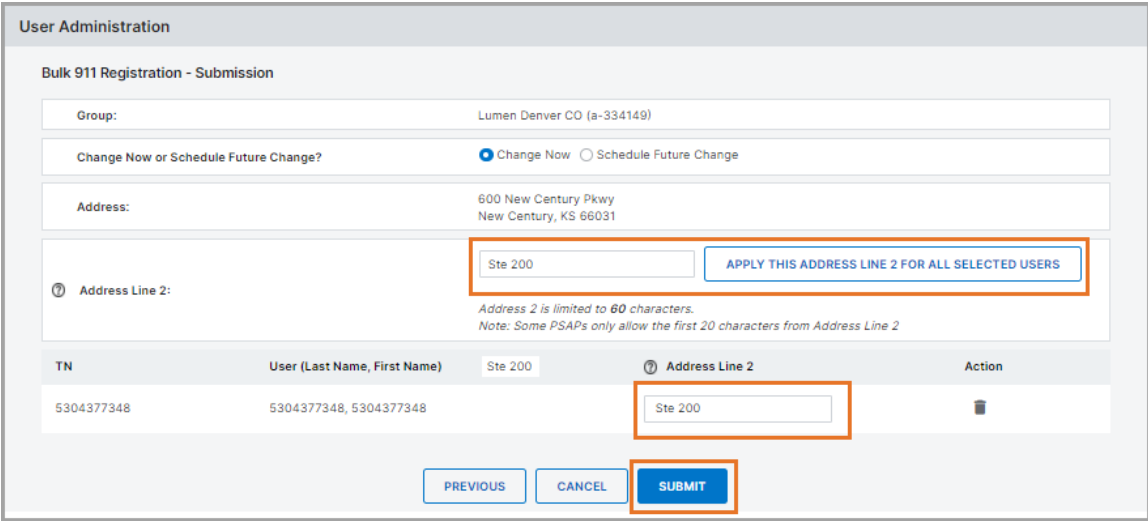 User Administration
Bulk 911 Registration - Submission
Group: Lumen Denver CO (a-334149)
Change Now or Schedule Future Change? Change Now Schedule Future Change
Address: 600 New Century Pkwy
New Century, KS 66031
Ste 200 APPLY THIS ADDRESS LINE 2 FOR ALL SELECTED USERS
? Address Line 2:
Address 2 is limited to 60 characters.
Note: Some PSAPs only allow the first 20 characters from Address Line 2
TN User (Last Name, First Name) Ste 200 ? Address Line 2 Action
5304377348 5304377348, 5304377348 Ste 200
PREVIOUS CANCEL SUBMIT